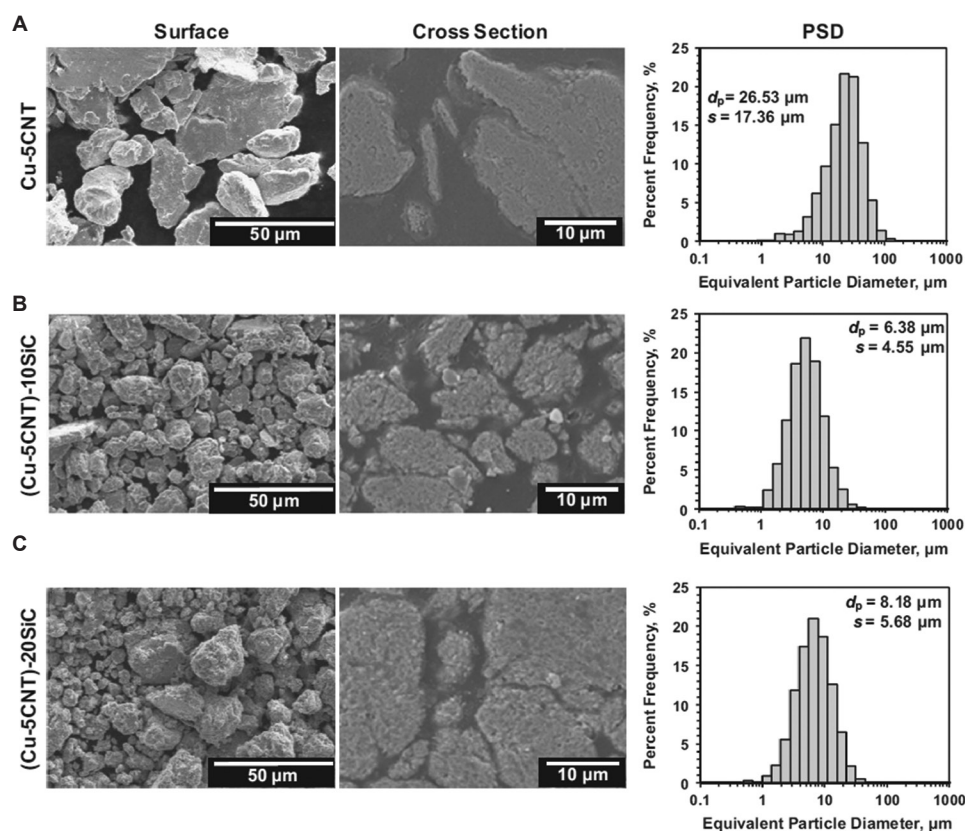 A
Surface
Cross Section
PSD
Cu-5CNT
50 µm
10 µm
Percent Frequency, %
25
20
15
10
5
0
dp= 26.53 µm
s = 17.36 µm
0.1 1 10 100 1000
Equivalent Particle Diameter, µm
B
(Cu-5CNT)-10SiC
50 µm
10 µm
Percent Frequency, %
25
20
15
10
5
0
dp = 6.38 µm
s = 4.55 µm
0.1 1 10 100 1000
Equivalent Particle Diameter, µm
C
(Cu-5CNT)-20SiC
50 µm
10 µm
Percent Frequency, %
25
20
15
10
5
0
dp = 8.18 µm
s = 5.68 µm
0.1 1 10 100 1000
Equivalent Particle Diameter, µm